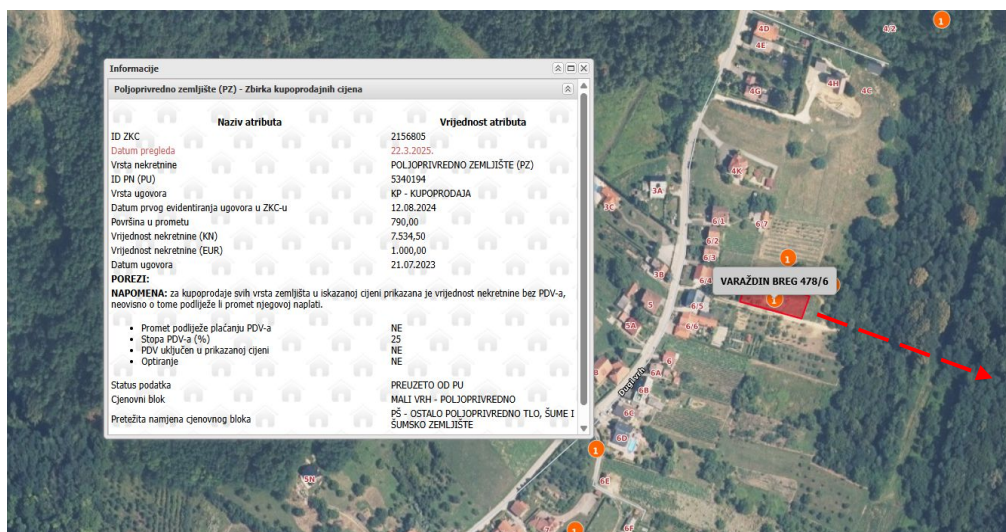 Informacije
Poljoprivredno zemljište (PZ) - Zbirka kupoprodajnih cijena
Naziv atributa Vrijednost atributa
ID ZKC 2156805
Datum pregleda 22.3.2025.
Vrsta nekretnine POLJOPRIVREDNO ZEMLJIŠTE (PZ)
ID PN (PU) 5340194
Vrsta ugovora KP - KUPOPRODAJA
Datum prvog evidentiranja ugovora u ZKC-u 12.08.2024
Površina u prometu 790,00
Vrijednost nekretnine (KN) 7.534,50
Vrijednost nekretnine (EUR) 1.000,00
Datum ugovora 21.07.2023
POREZI:
NAPOMENA: za kupoprodaje svih vrsta zemljišta u iskazanoj cijeni prikazana je vrijednost nekretnine bez PDV-a,
neovisno o tome podliježe li promet njegovoj naplati.
• Promet podliježe plaćanju PDV-a NE
• Stopa PDV-a (%) 25
• PDV uključen u prikazanoj cijeni NE
• Optiranje NE
Status podatka PREUZETO OD PU
Cjenovni blok MALI VRH - POLJOPRIVREDNO
Pretežita namjena cjenovnog bloka PŠ - OSTALO POLJOPRIVREDNO TLO, ŠUME I
ŠUMSKO ZEMLJIŠTE
1
4D
4E
4/2
4G
4H
4K
3A
3C
6/1
6/7
6/2
6/3
1
3B
6/4
VARAŽDIN BREG 478/6
1
5
6/5
5A
6/6
6
6A
Dugi vrh
6B
6C
6D
1
5N
6E
7
1
6F